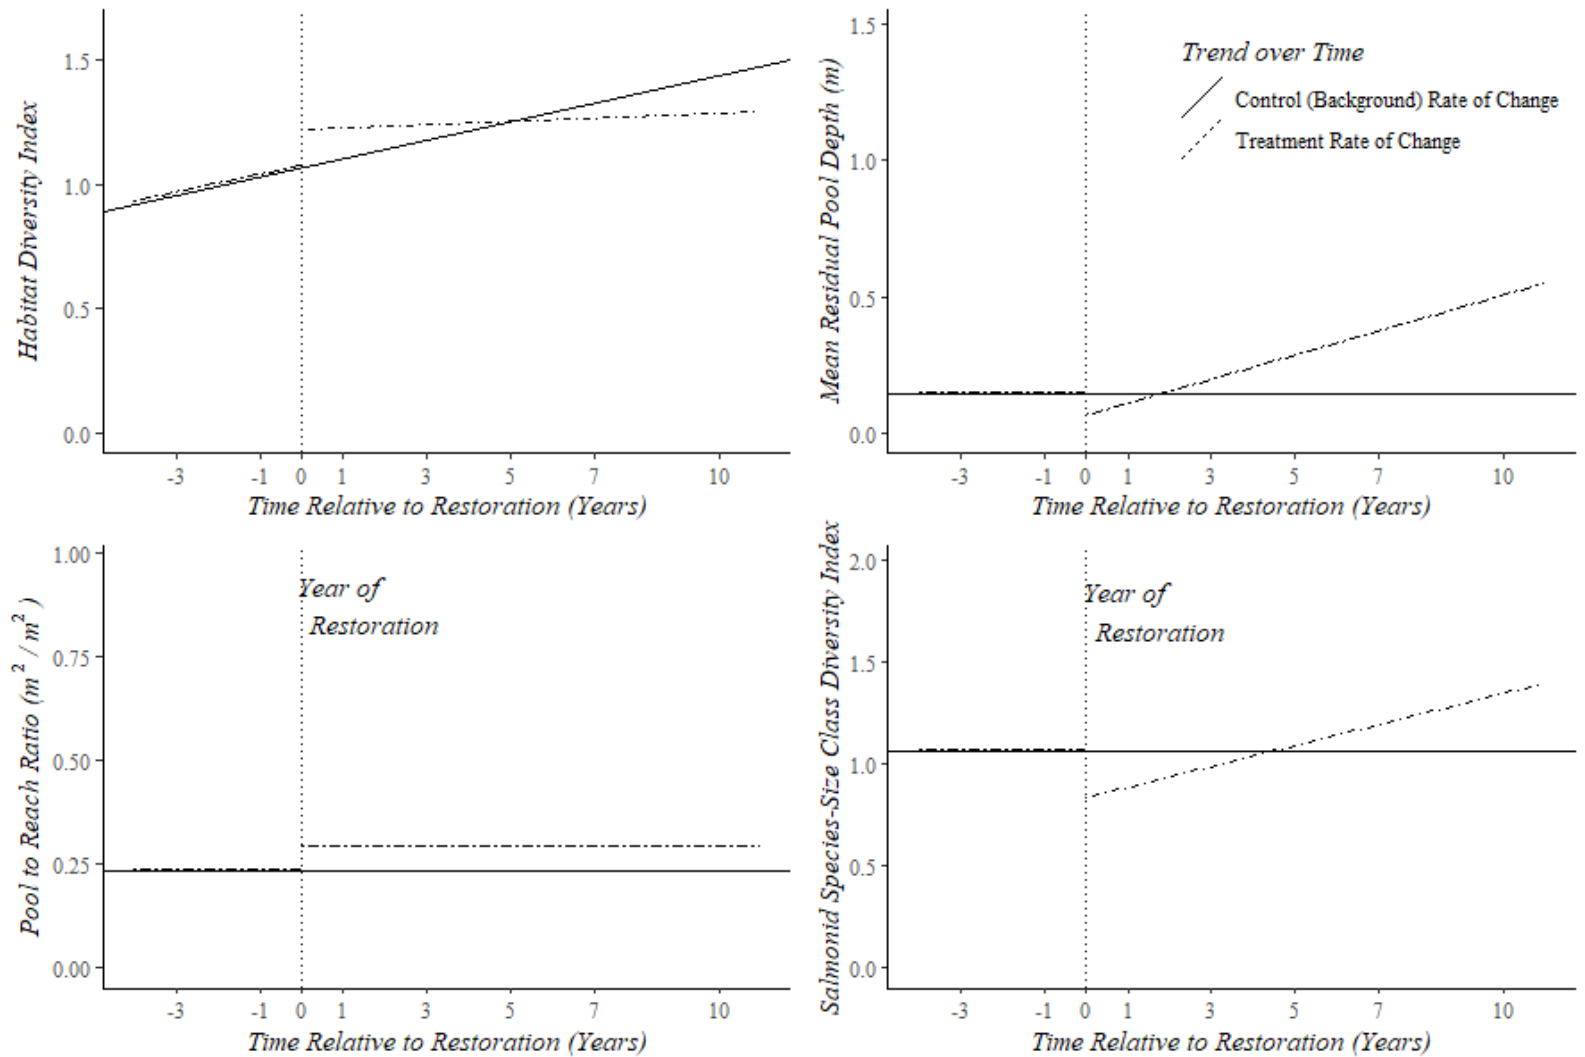 Habitat Diversity Index
1.5
1.0
0.5
0.0
-3 -1 0 1 3 5 7 10
Time Relative to Restoration (Years)
Mean Residual Pool Depth (m)
1.5
1.0
0.5
0.0
Trend over Time
Control (Background) Rate of Change
Treatment Rate of Change
-3 -1 0 1 3 5 7 10
Time Relative to Restoration (Years)
Pool to Reach Ratio (m² / m²)
1.00
0.75
0.50
0.25
0.00
Year of
Restoration
-3 -1 0 1 3 5 7 10
Time Relative to Restoration (Years)
Salmonid Species-Size Class Diversity Index
2.0
1.5
1.0
0.5
0.0
Year of
Restoration
-3 -1 0 1 3 5 7 10
Time Relative to Restoration (Years)